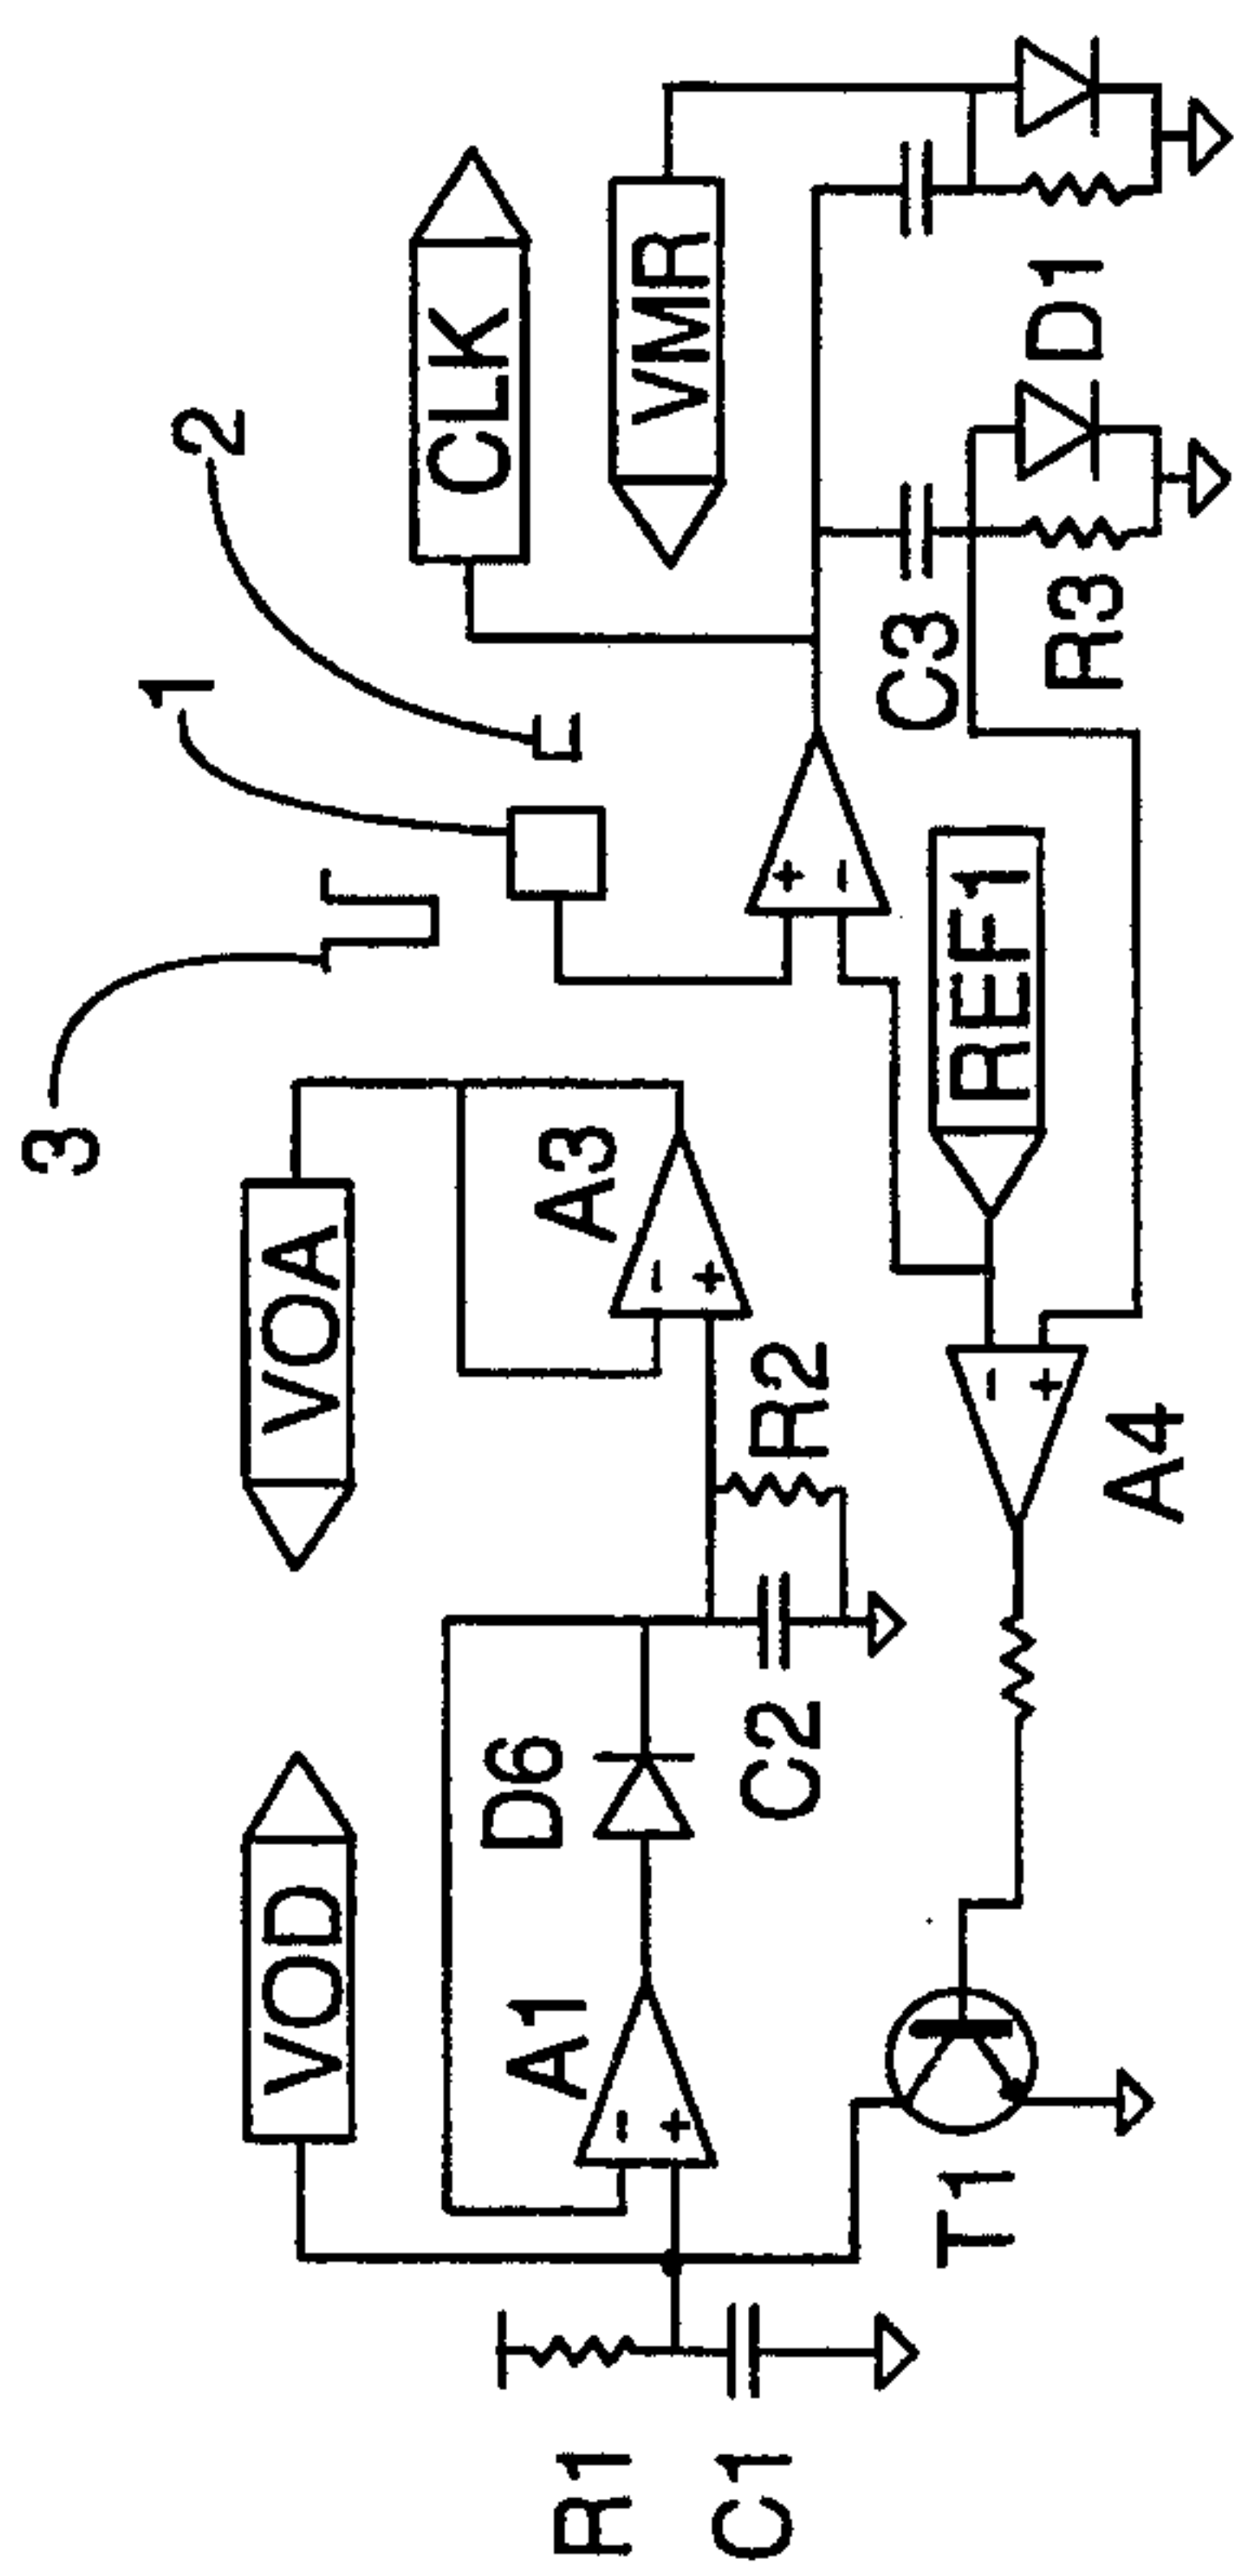 3
1
2
VOD
VOA
CLK
A1
D6
A3
VMR
R1
C1
C2
R2
+
−
−
+
−
+
T1
A4
−
+
REF1
C3
R3
D1